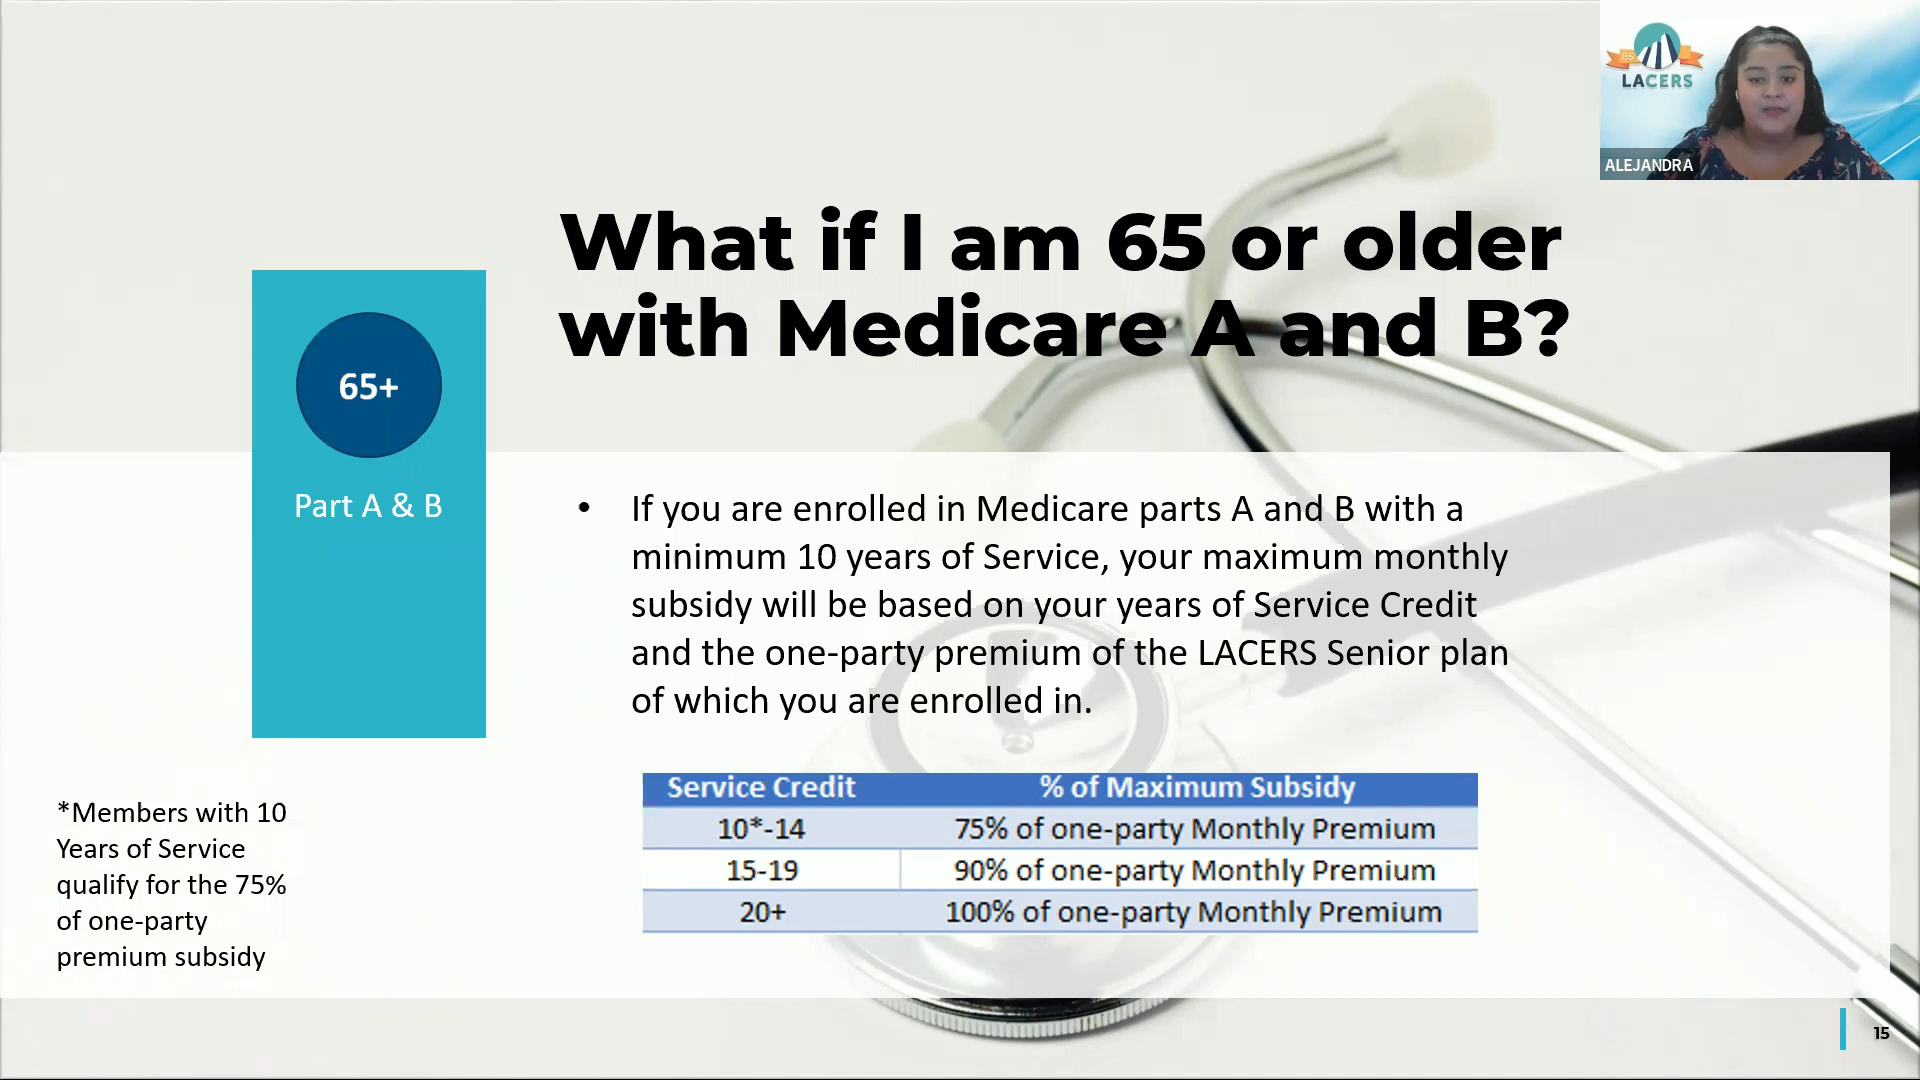 85
LACERS
ALEJANDRA
What if I am 65 or older
with Medicare A and B?
65+
Part A & B
• If you are enrolled in Medicare parts A and B with a
minimum 10 years of Service, your maximum monthly
subsidy will be based on your years of Service Credit
and the one-party premium of the LACERS Senior plan
of which you are enrolled in.
Service Credit % of Maximum Subsidy
10*-14 75% of one-party Monthly Premium
15-19 90% of one-party Monthly Premium
20+ 100% of one-party Monthly Premium
*Members with 10
Years of Service
qualify for the 75%
of one-party
premium subsidy
15